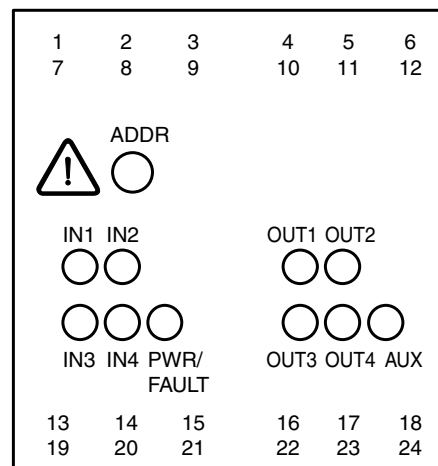 1 2 3 4 5 6
7 8 9 10 11 12
ADDR
!
IN1 IN2 OUT1 OUT2
IN3 IN4 PWR/ OUT3 OUT4 AUX
FAULT
13 14 15 16 17 18
19 20 21 22 23 24